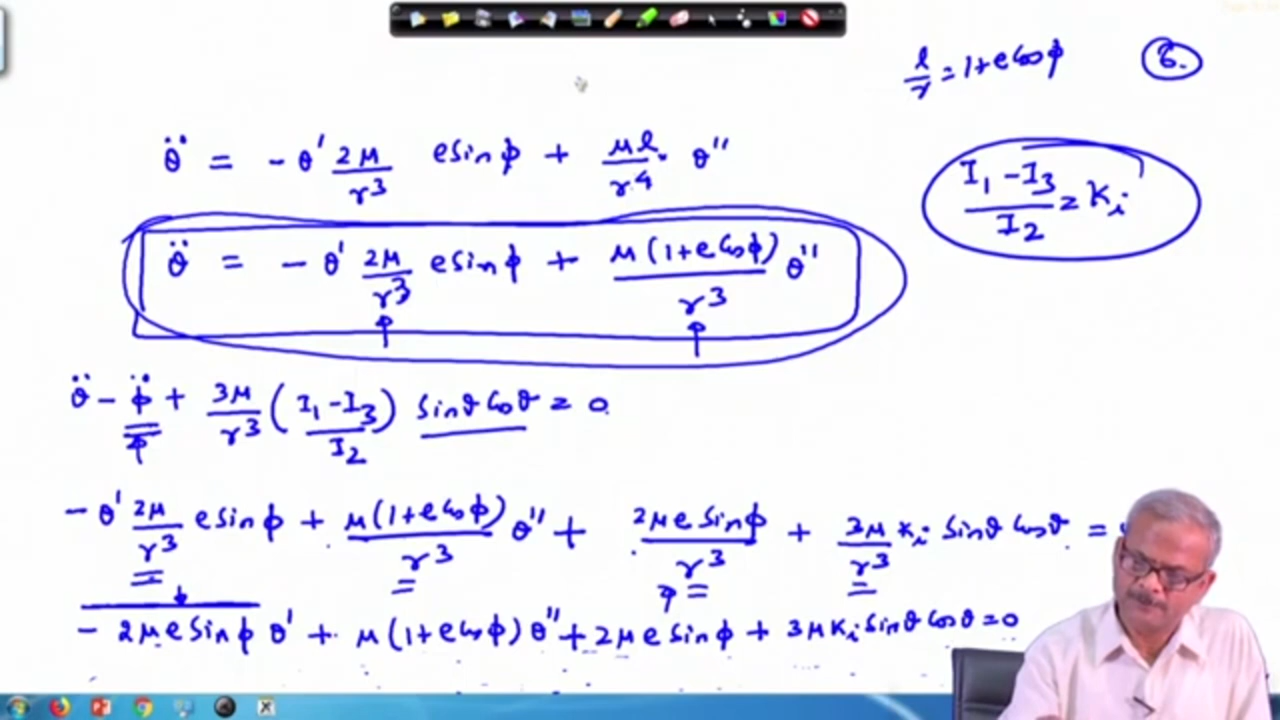 l/r = 1+e cos ϕ
6.
θ̈ = - θ' 2μ/r³ e sin ϕ + μl/r⁴ . θ''
(I₁ - I₃)/I₂ = Kᵢ
θ̈ = - θ' 2μ/r³ e sin ϕ + μ(1+e cos ϕ)/r³ θ''
θ̈ - ϕ̈ + 3μ/r³ ((I₁ - I₃)/I₂) sin θ cos θ = 0
- θ' 2μ/r³ e sin ϕ + μ(1+e cos ϕ)/r³ θ'' + 2μe sin ϕ/r³ + 3μ/r³ Kᵢ sin θ cos θ =
- 2μe sin ϕ θ' + μ(1+e cos ϕ) θ'' + 2μe sin ϕ + 3μKᵢ sin θ cos θ = 0